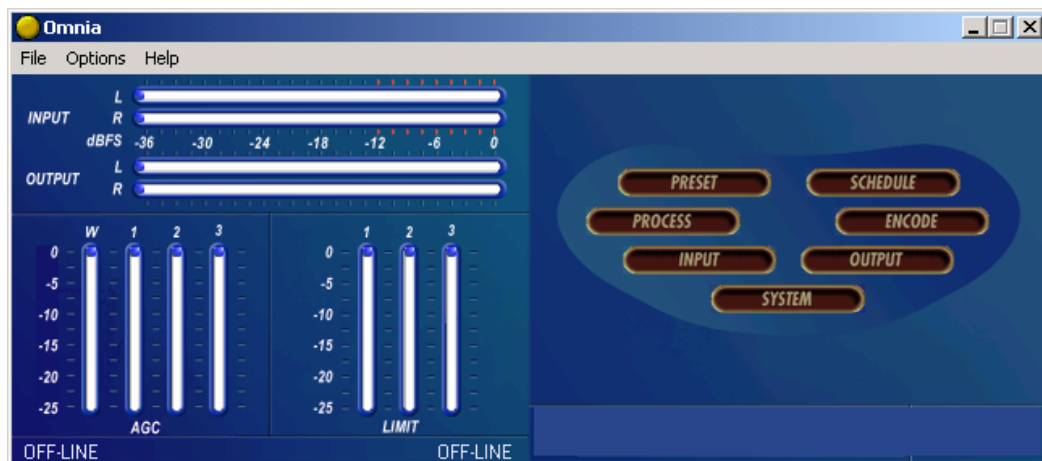 Omnia
File Options Help
INPUT L
R
dBFS -36 -30 -24 -18 -12 -6 0
OUTPUT L
R
W 1 2 3
0
-5
-10
-15
-20
-25
AGC
1 2 3
0
-5
-10
-15
-20
-25
LIMIT
OFF-LINE OFF-LINE
PRESET SCHEDULE
PROCESS ENCODE
INPUT OUTPUT
SYSTEM